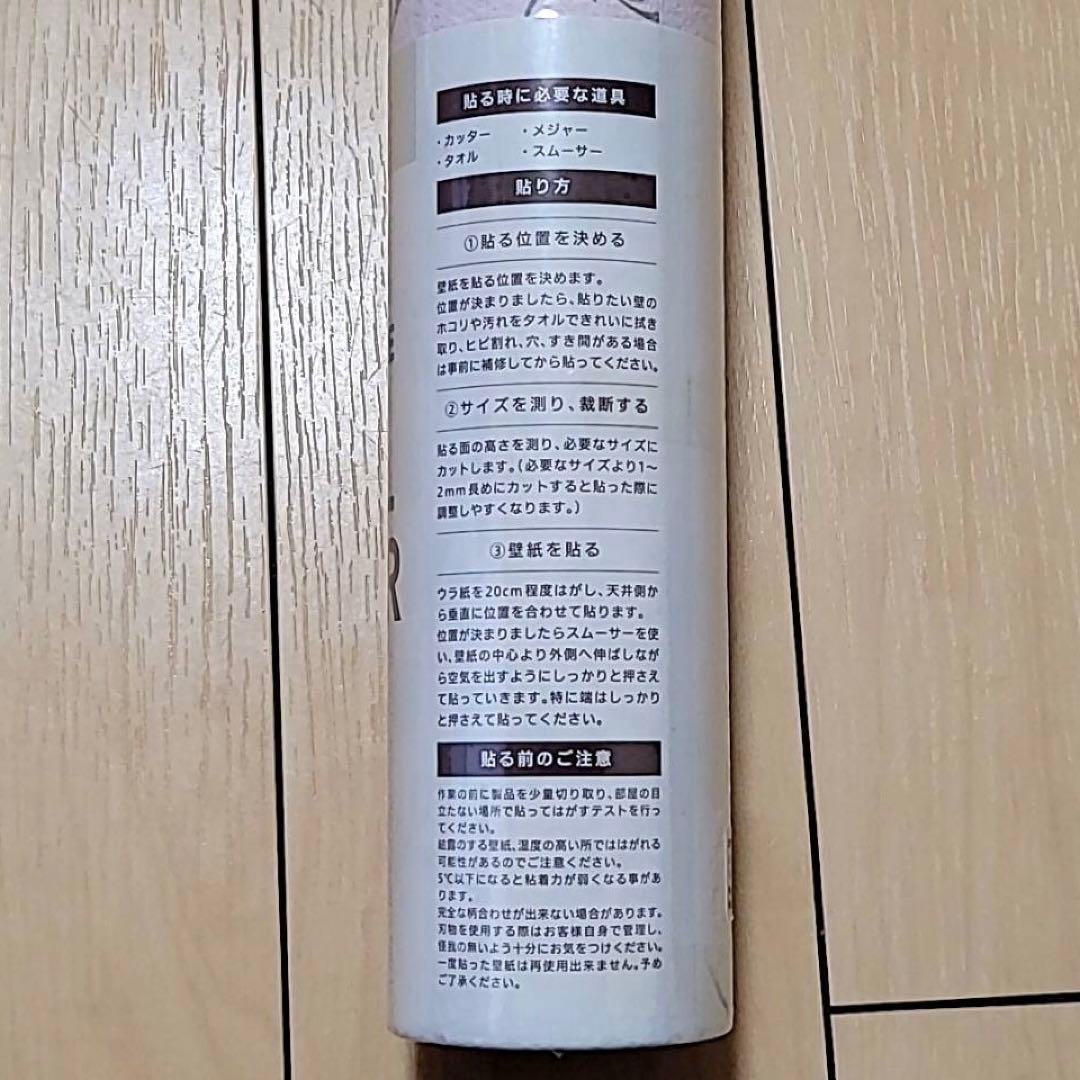 貼る時に必要な道具
・カッター ・メジャー
・タオル ・スムーサー
貼り方
①貼る位置を決める
壁紙を貼る位置を決めます。
位置が決まりましたら、貼りたい壁の
ホコリや汚れをタオルできれいに拭き
取り、ヒビ割れ、穴、すき間がある場合
は事前に補修してから貼ってください。
②サイズを測り、裁断する
貼る面の高さを測り、必要なサイズに
カットします。(必要なサイズより1〜
2mm長めにカットすると貼った際に
調整しやすくなります。)
③壁紙を貼る
ウラ紙を20cm程度はがし、天井側か
ら垂直に位置を合わせて貼ります。
位置が決まりましたらスムーサーを使
い、壁紙の中心より外側へ伸ばしなが
ら空気を出すようにしっかりと押さえ
て貼っていきます。特に端はしっかり
と押さえて貼ってください。
貼る前のご注意
作業の前に製品を少量切り取り、部屋の目
立たない場所で貼ってはがすテストを行っ
てください。
結露のする壁紙、湿度の高い所でははがれる
可能性があるのでご注意ください。
5℃以下になると粘着力が弱くなる事があ
ります。
完全な柄合わせが出来ない場合があります。
刃物を使用する際はお客様自身で管理し、
怪我の無いよう十分にお気をつけください。
一度貼った壁紙は再使用出来ません。予め
ご了承ください。
E
R